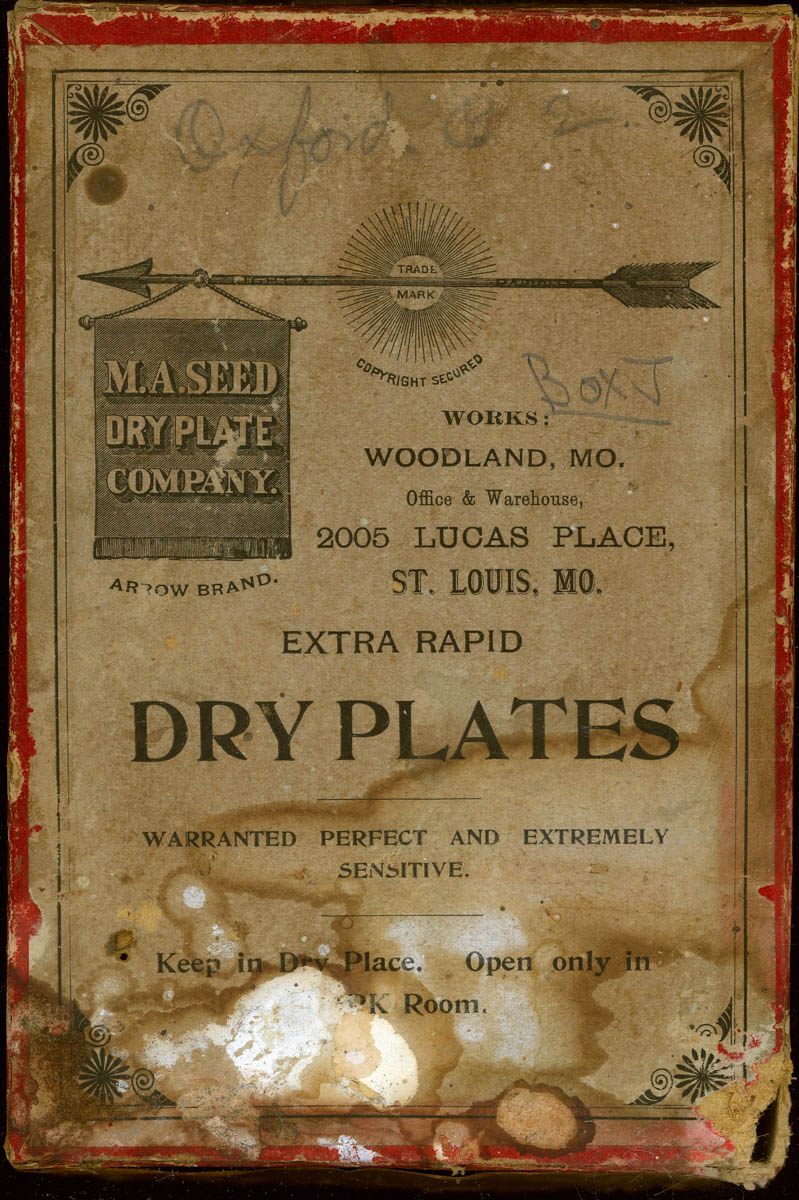 Oxford. C 2
TRADE
MARK
COPYRIGHT SECURED
M.A.SEED
DRY PLATE
COMPANY.
ARROW BRAND.
Box J
WORKS:
WOODLAND, MO.
Office & Warehouse,
2005 LUCAS PLACE,
ST. LOUIS, MO.
EXTRA RAPID
DRY PLATES
WARRANTED PERFECT AND EXTREMELY
SENSITIVE.
Keep in Dry Place. Open only in
Room.